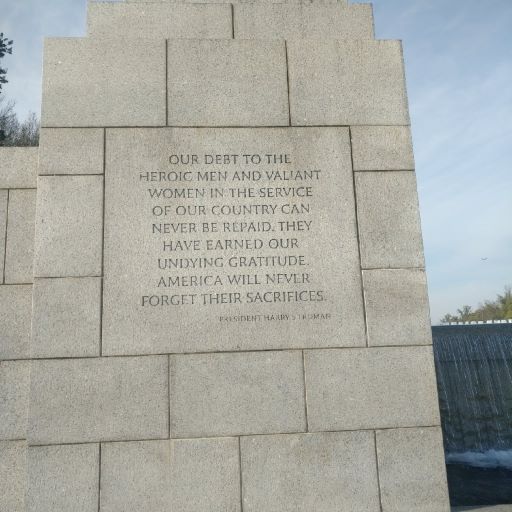 OUR DEBT TO THE
HEROIC MEN AND VALIANT
WOMEN IN THE SERVICE
OF OUR COUNTRY CAN
NEVER BE REPAID. THEY
HAVE EARNED OUR
UNDYING GRATITUDE.
AMERICA WILL NEVER
FORGET THEIR SACRIFICES.
PRESIDENT HARRY S TRUMAN